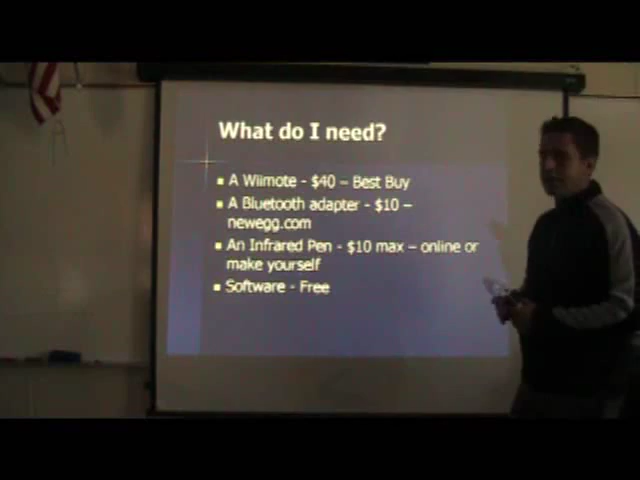 What do I need?
A Wiimote - $40 – Best Buy
A Bluetooth adapter - $10 –
newegg.com
An Infrared Pen - $10 max – online or
make yourself
Software - Free